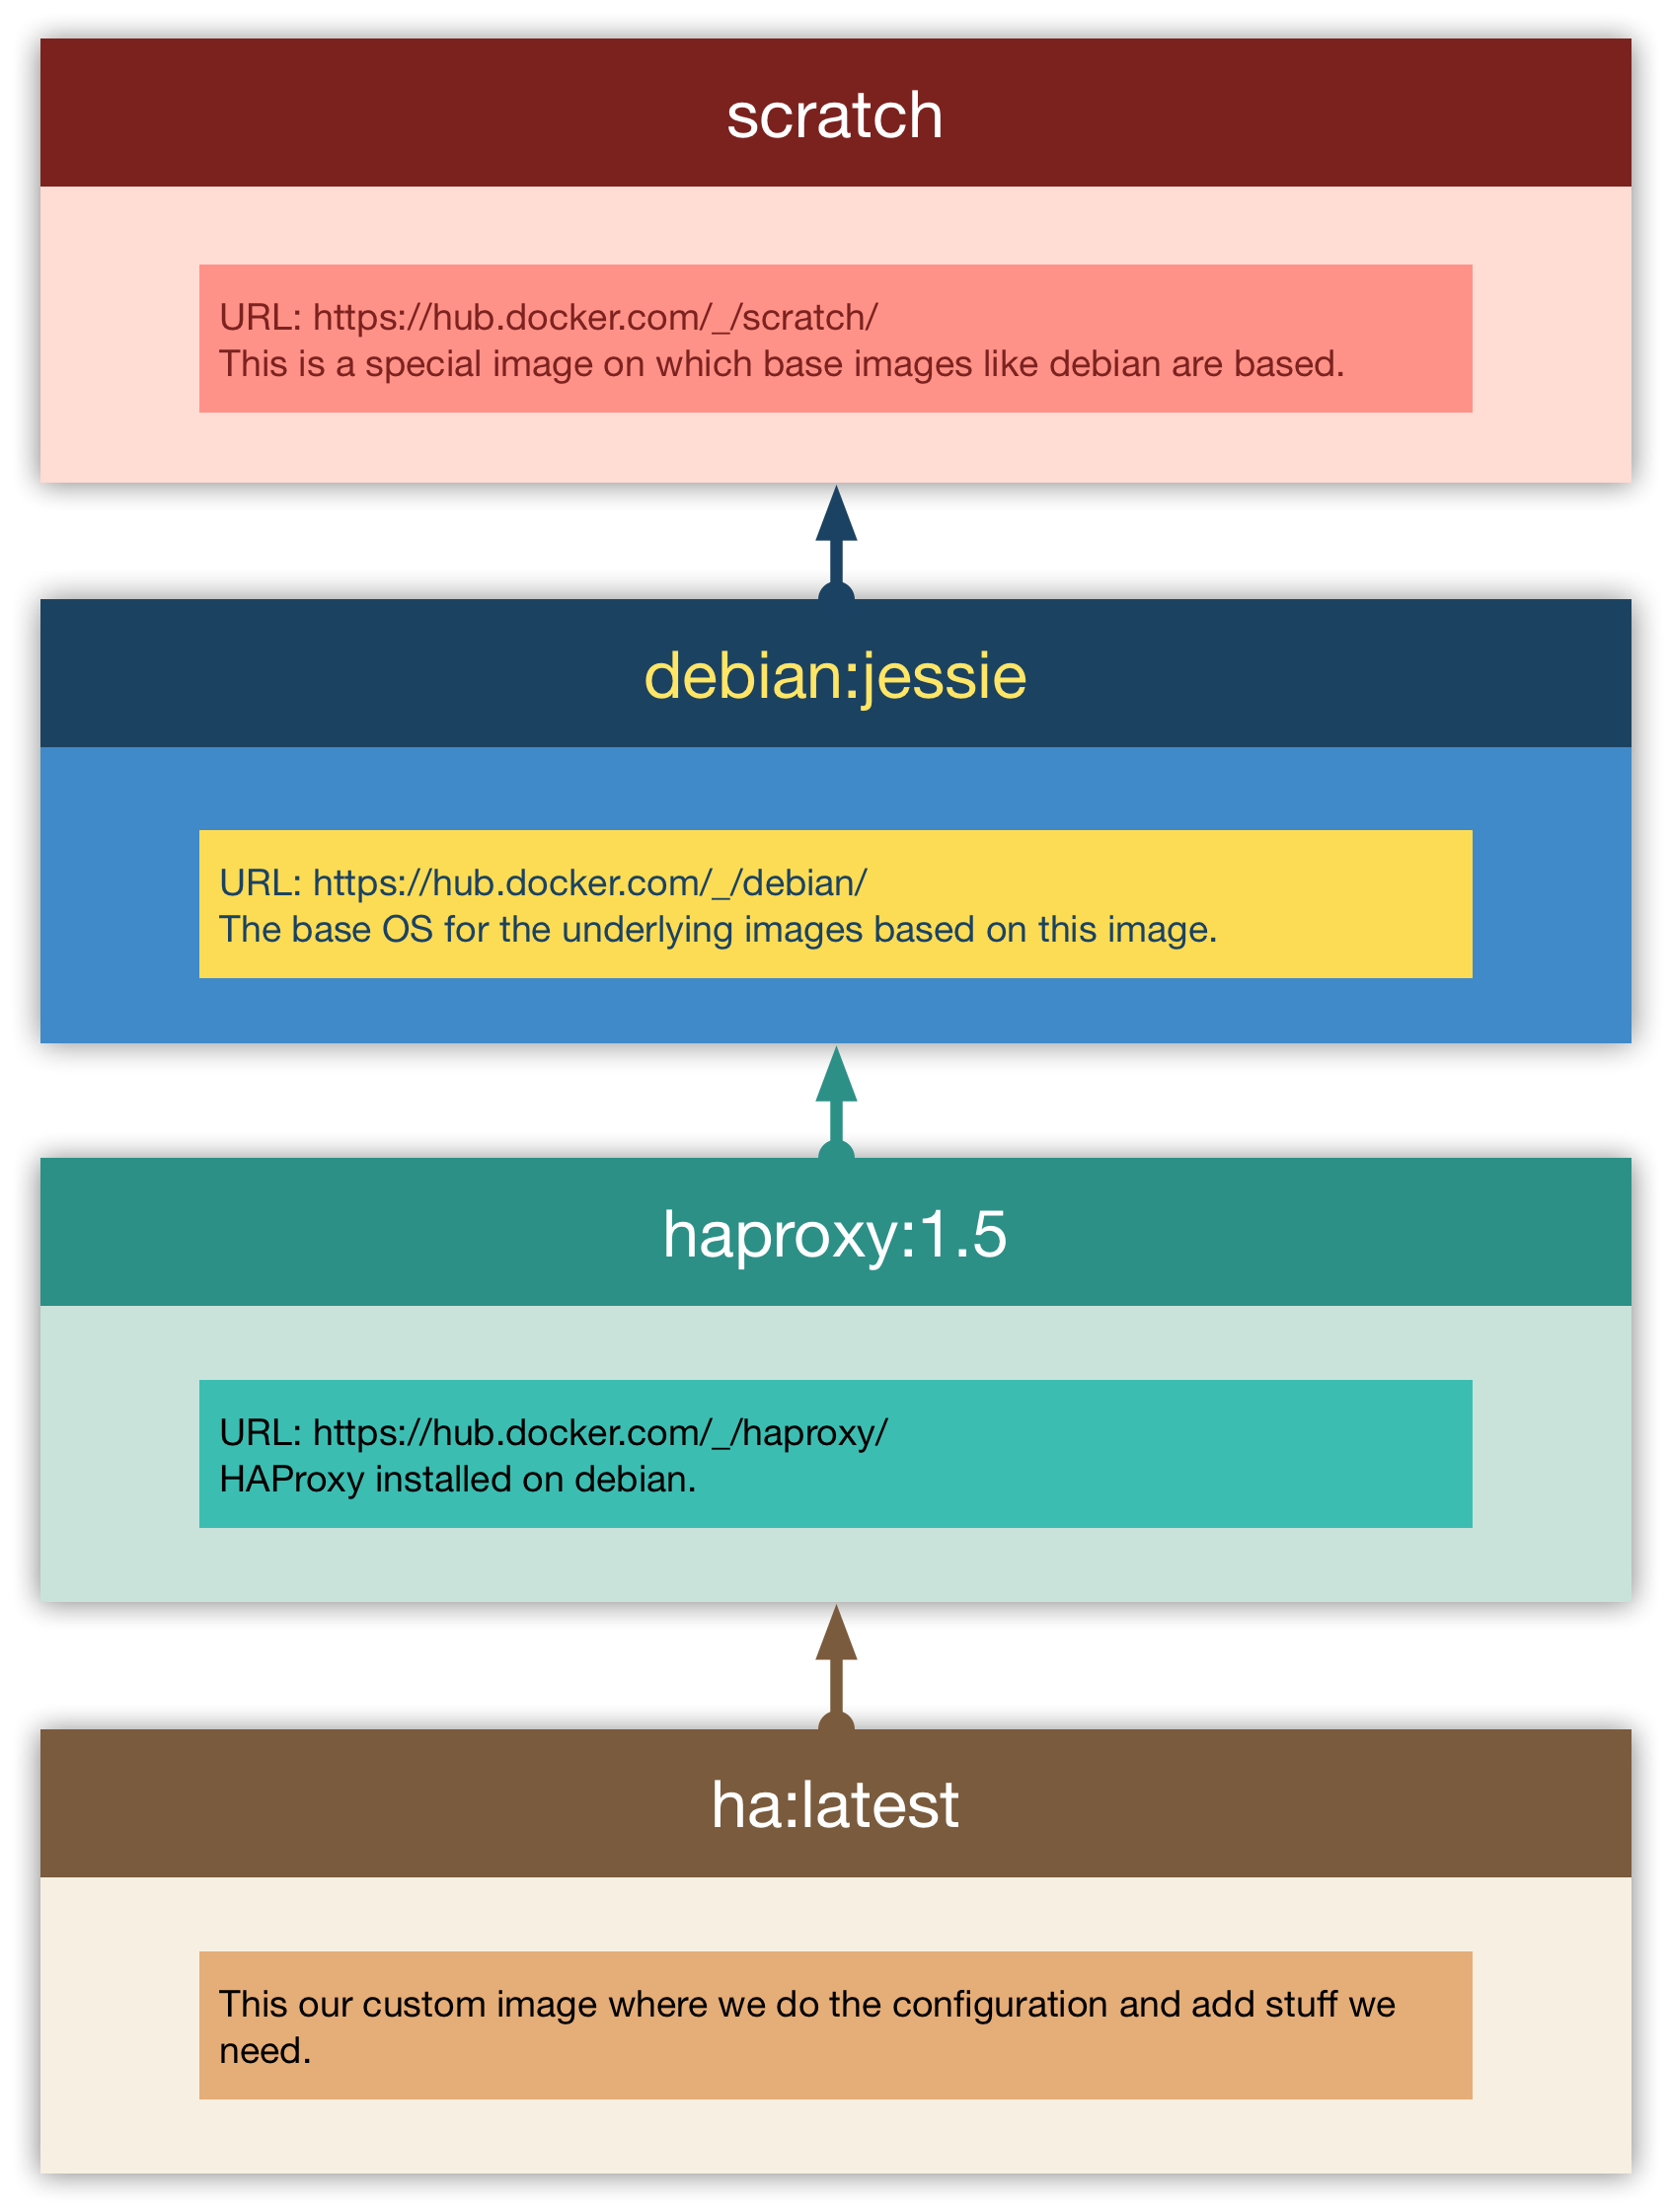 scratch
URL: https://hub.docker.com/_/scratch/
This is a special image on which base images like debian are based.
debian:jessie
URL: https://hub.docker.com/_/debian/
The base OS for the underlying images based on this image.
haproxy:1.5
URL: https://hub.docker.com/_/haproxy/
HAProxy installed on debian.
ha:latest
This our custom image where we do the configuration and add stuff we
need.